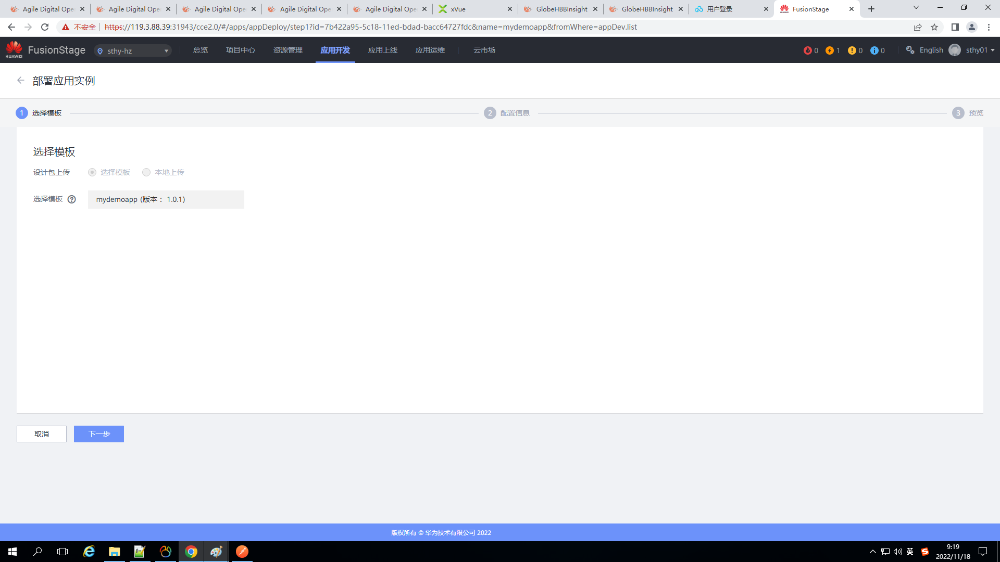 Agile Digital Ope
Agile Digital Ope
Agile Digital Ope
Agile Digital Ope
Agile Digital Ope
xVue
GlobeHBBInsight
GlobeHBBInsight
用户登录
FusionStage
不安全
https://119.3.88.39:31943/cce2.0/#/apps/appDeploy/step1?id=7b422a95-5c18-11ed-bdad-bacc64727fdc&name=mydemoapp&fromWhere=appDev.list
HUAWEI
FusionStage
sthy-hz
总览
项目中心
资源管理
应用开发
应用上线
应用运维
云市场
0
1
0
0
English
sthy01
部署应用实例
1 选择模板
2 配置信息
3 预览
选择模板
设计包上传
选择模板
本地上传
选择模板
mydemoapp (版本： 1.0.1)
取消
下一步
版权所有 © 华为技术有限公司 2022
英
9:19
2022/11/18